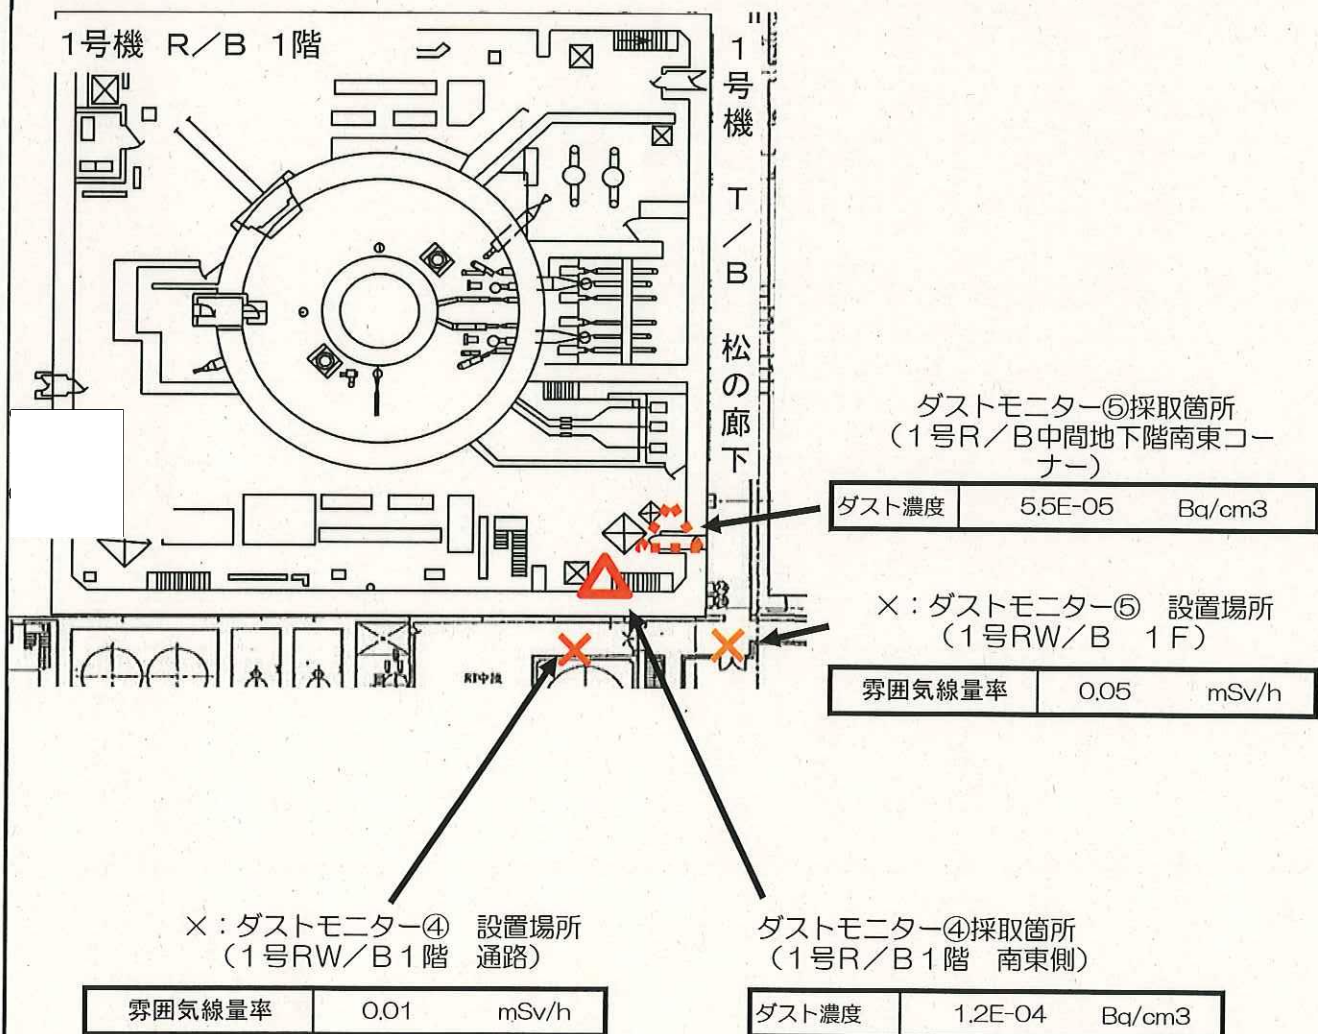 1号機 R/B 1階
1号機 T/B 松の廊下
ダストモニター⑤採取箇所
（1号R/B中間地下階南東コー
ナー）
ダスト濃度 5.5E-05 Bq/cm3
×：ダストモニター⑤ 設置場所
（1号RW/B 1F）
雰囲気線量率 0.05 mSv/h
×：ダストモニター④ 設置場所
（1号RW/B1階 通路）
雰囲気線量率 0.01 mSv/h
ダストモニター④採取箇所
（1号R/B1階 南東側）
ダスト濃度 1.2E-04 Bq/cm3